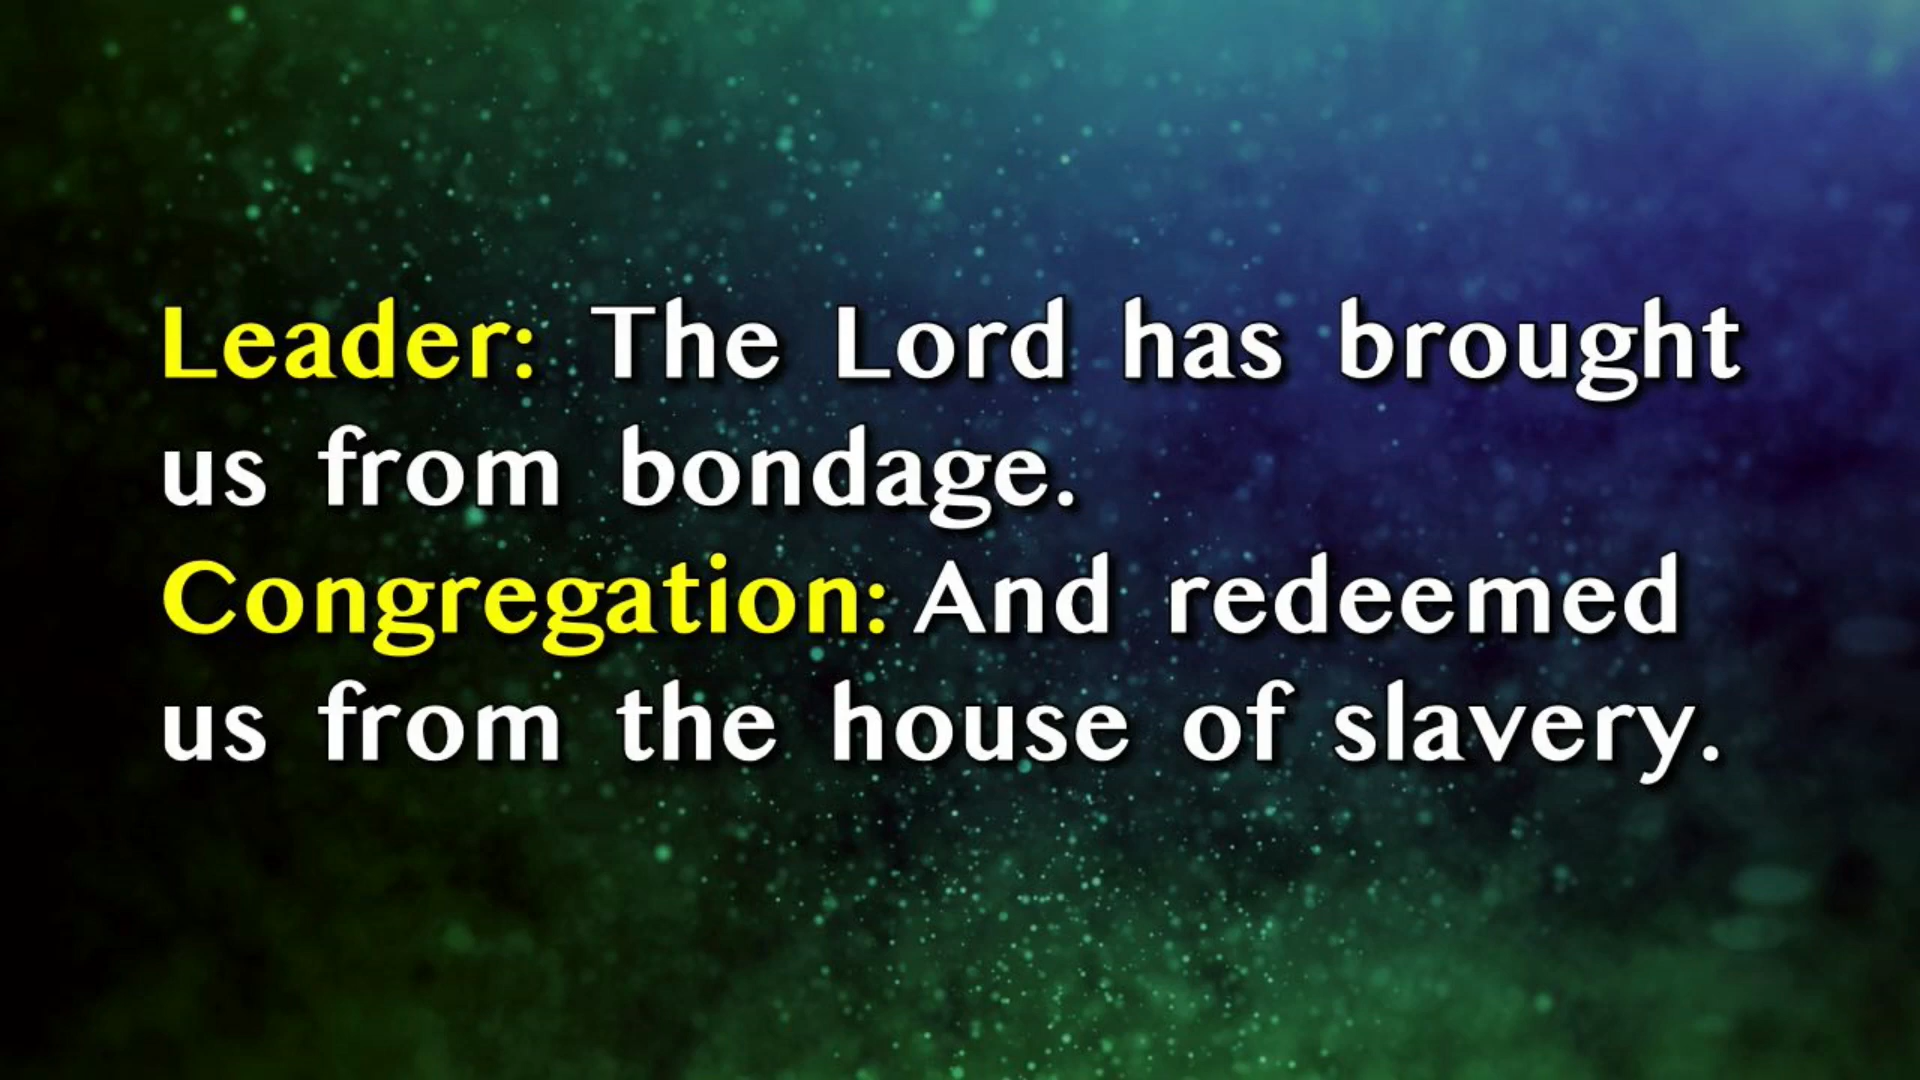 Leader: The Lord has brought
us from bondage.
Congregation: And redeemed
us from the house of slavery.